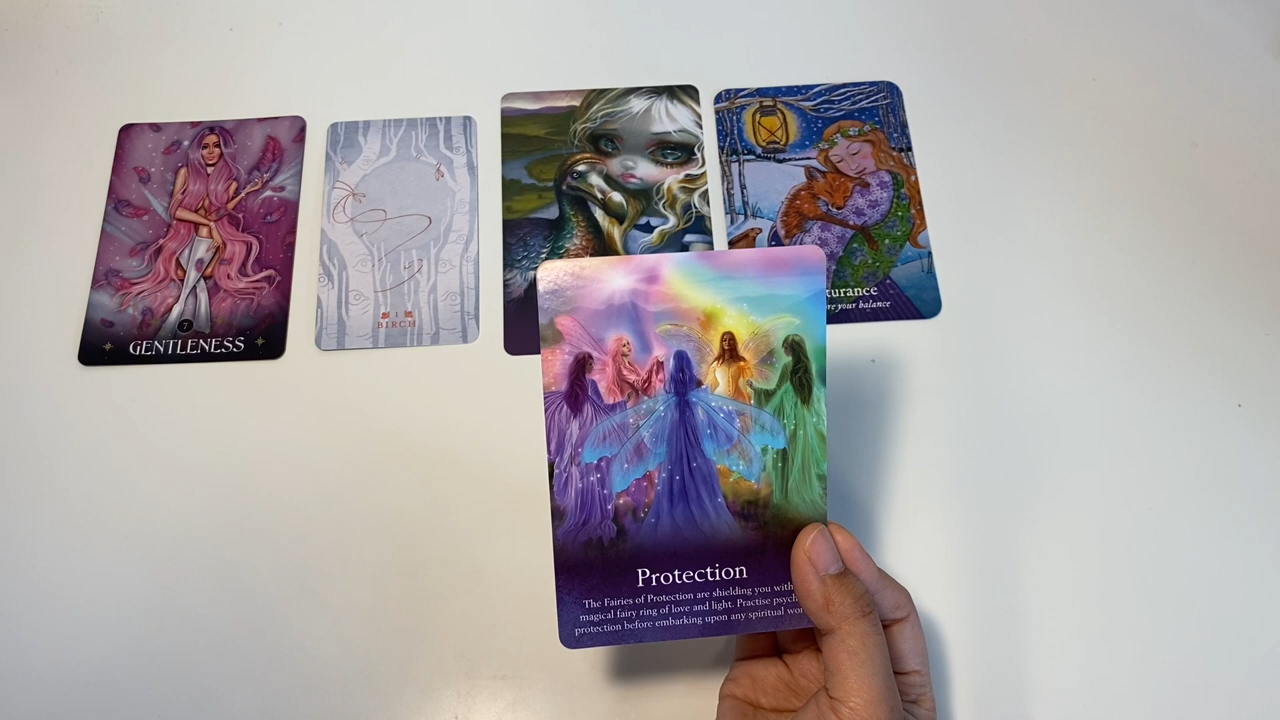 7
GENTLENESS
1
BIRCH
turance
re your balance
Protection
The Fairies of Protection are shielding you with
magical fairy ring of love and light. Practise psych
protection before embarking upon any spiritual wor